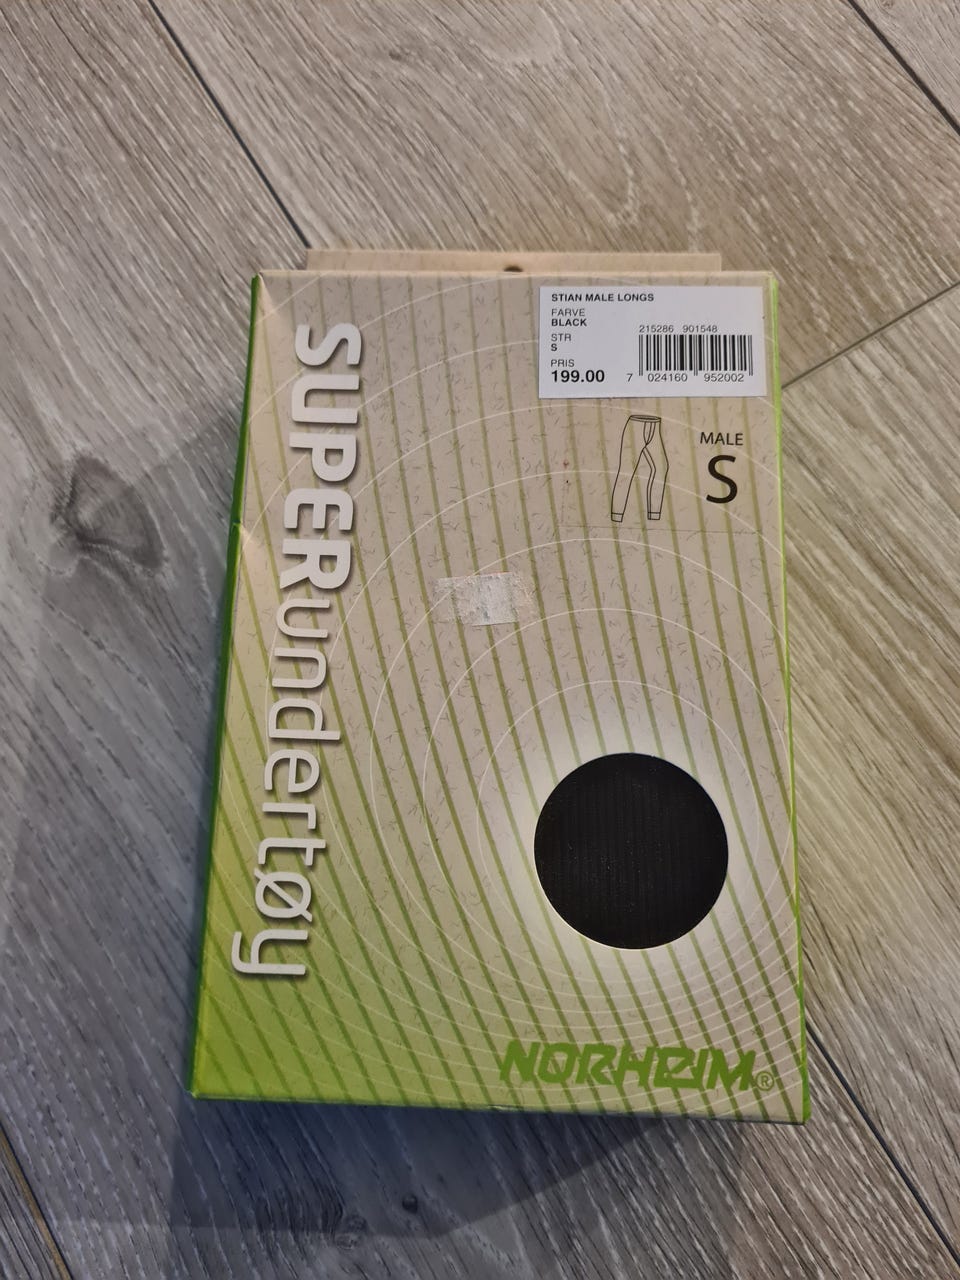 STIAN MALE LONGS
FARVE
BLACK
STR
S
PRIS
199.00
215286 901548
7 024160 952002
MALE
S
SUPERundertøy
NORHEIM®